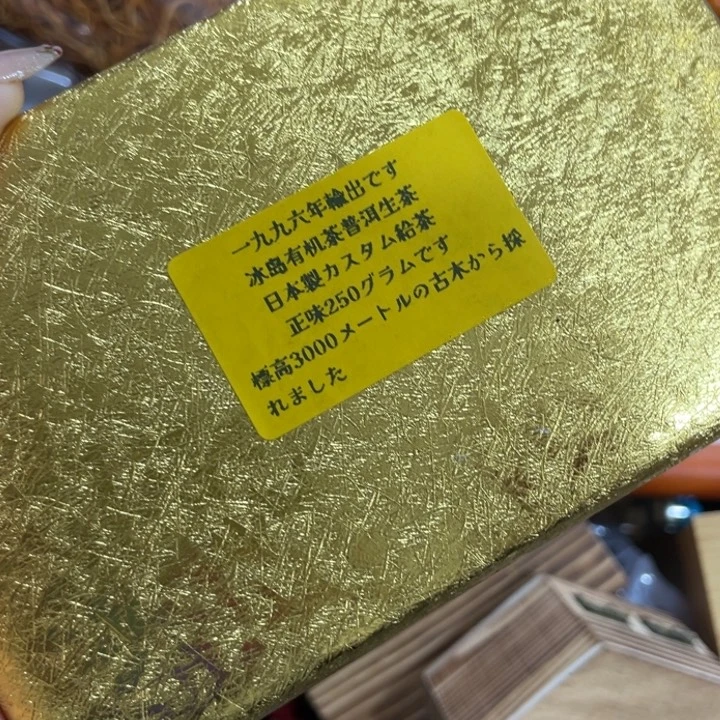 一九九六年輸出です
冰島有机茶普洱生茶
日本製カスタム給茶
正味250グラムです
標高3000メートルの古木から採
れました